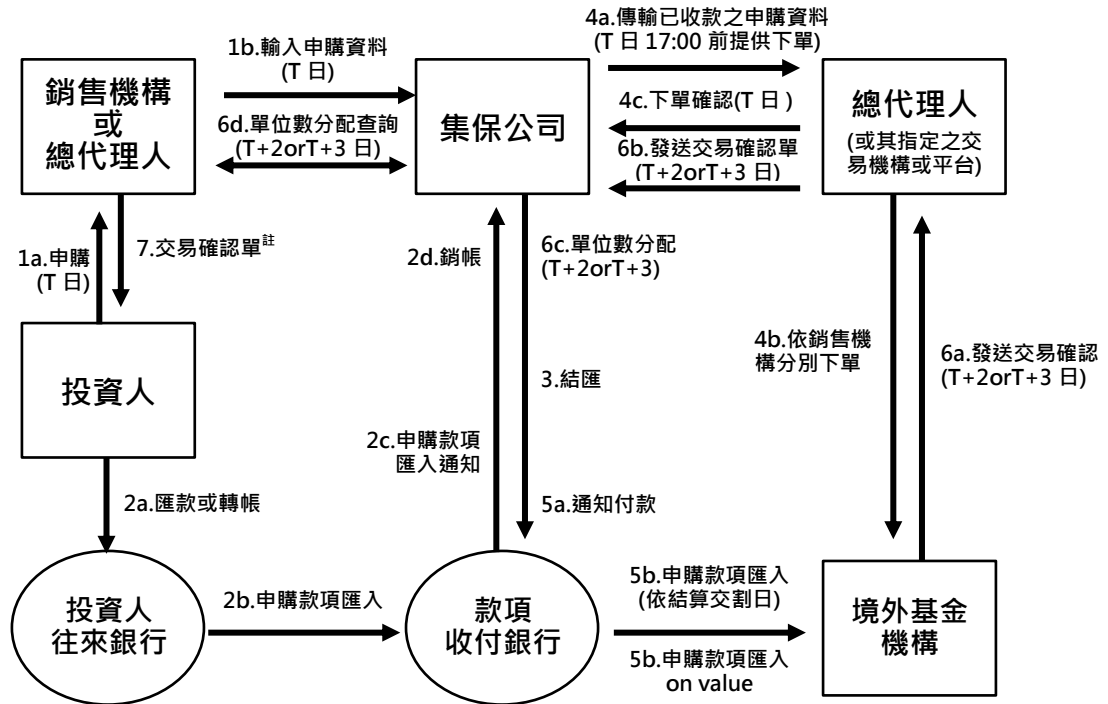 4a.傳輸已收款之申購資料
(T 日 17:00 前提供下單)
1b.輸入申購資料
(T 日)
銷售機構
或
總代理人
集保公司
總代理人
(或其指定之交
易機構或平台)
4c.下單確認(T 日 )
6d.單位數分配查詢
(T+2orT+3 日)
6b.發送交易確認單
(T+2orT+3 日)
1a.申購
(T 日)
7.交易確認單註
2d.銷帳
6c.單位數分配
(T+2orT+3)
4b.依銷售機
構分別下單
6a.發送交易確認
(T+2orT+3 日)
投資人
3.結匯
2c.申購款項
匯入通知
2a.匯款或轉帳
5a.通知付款
投資人
往來銀行
2b.申購款項匯入
款項
收付銀行
5b.申購款項匯入
(依結算交割日)
5b.申購款項匯入
on value
境外基金
機構